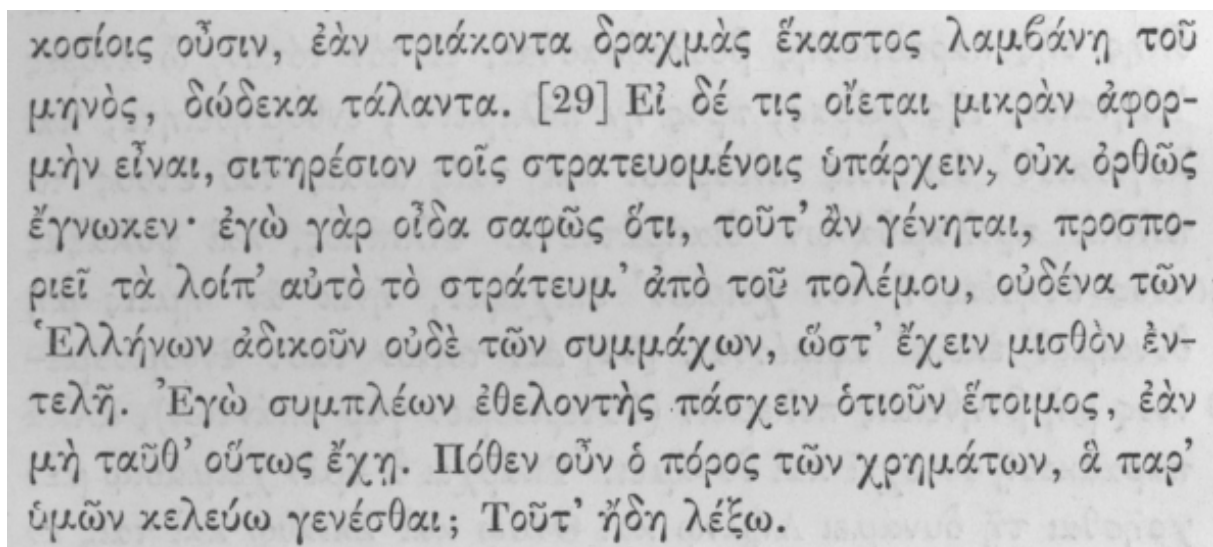 κοσίοις οὖσιν, ἐὰν τριάκοντα δραχμὰς ἕκαστος λαμϐάνῃ τοῦ
μηνὸς, δώδεκα τάλαντα. [29] Εἰ δέ τις οἴεται μικρὰν ἀφορ-
μὴν εἶναι, σιτηρέσιον τοῖς στρατευομένοις ὑπάρχειν, οὐκ ὀρθῶς
ἔγνωκεν· ἐγὼ γὰρ οἶδα σαφῶς ὅτι, τοῦτ’ ἂν γένηται, προσπο-
ριεῖ τὰ λοίπ’ αὐτὸ τὸ στράτευμ’ ἀπὸ τοῦ πολέμου, οὐδένα τῶν
Ἑλλήνων ἀδικοῦν οὐδὲ τῶν συμμάχων, ὥστ’ ἔχειν μισθὸν ἐν-
τελῆ. Ἐγὼ συμπλέων ἐθελοντὴς πάσχειν ὁτιοῦν ἕτοιμος, ἐὰν
μὴ ταῦθ’ οὕτως ἔχῃ. Πόθεν οὖν ὁ πόρος τῶν χρημάτων, ἃ παρ’
ὑμῶν κελεύω γενέσθαι; Τοῦτ’ ἤδη λέξω.